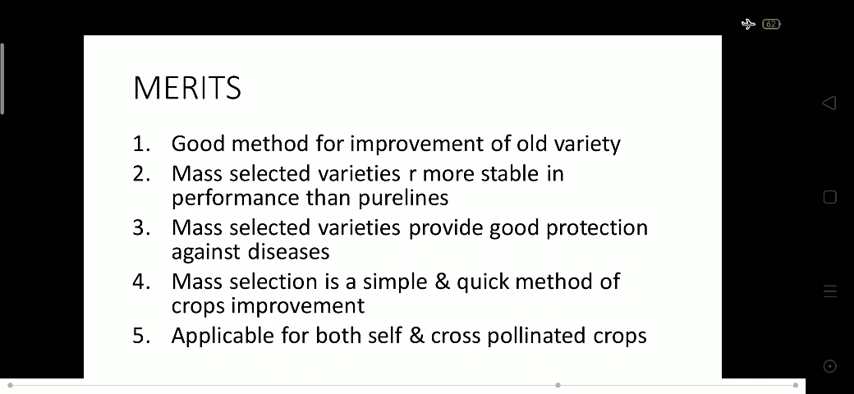 62
MERITS
1. Good method for improvement of old variety
2. Mass selected varieties r more stable in
performance than purelines
3. Mass selected varieties provide good protection
against diseases
4. Mass selection is a simple & quick method of
crops improvement
5. Applicable for both self & cross pollinated crops